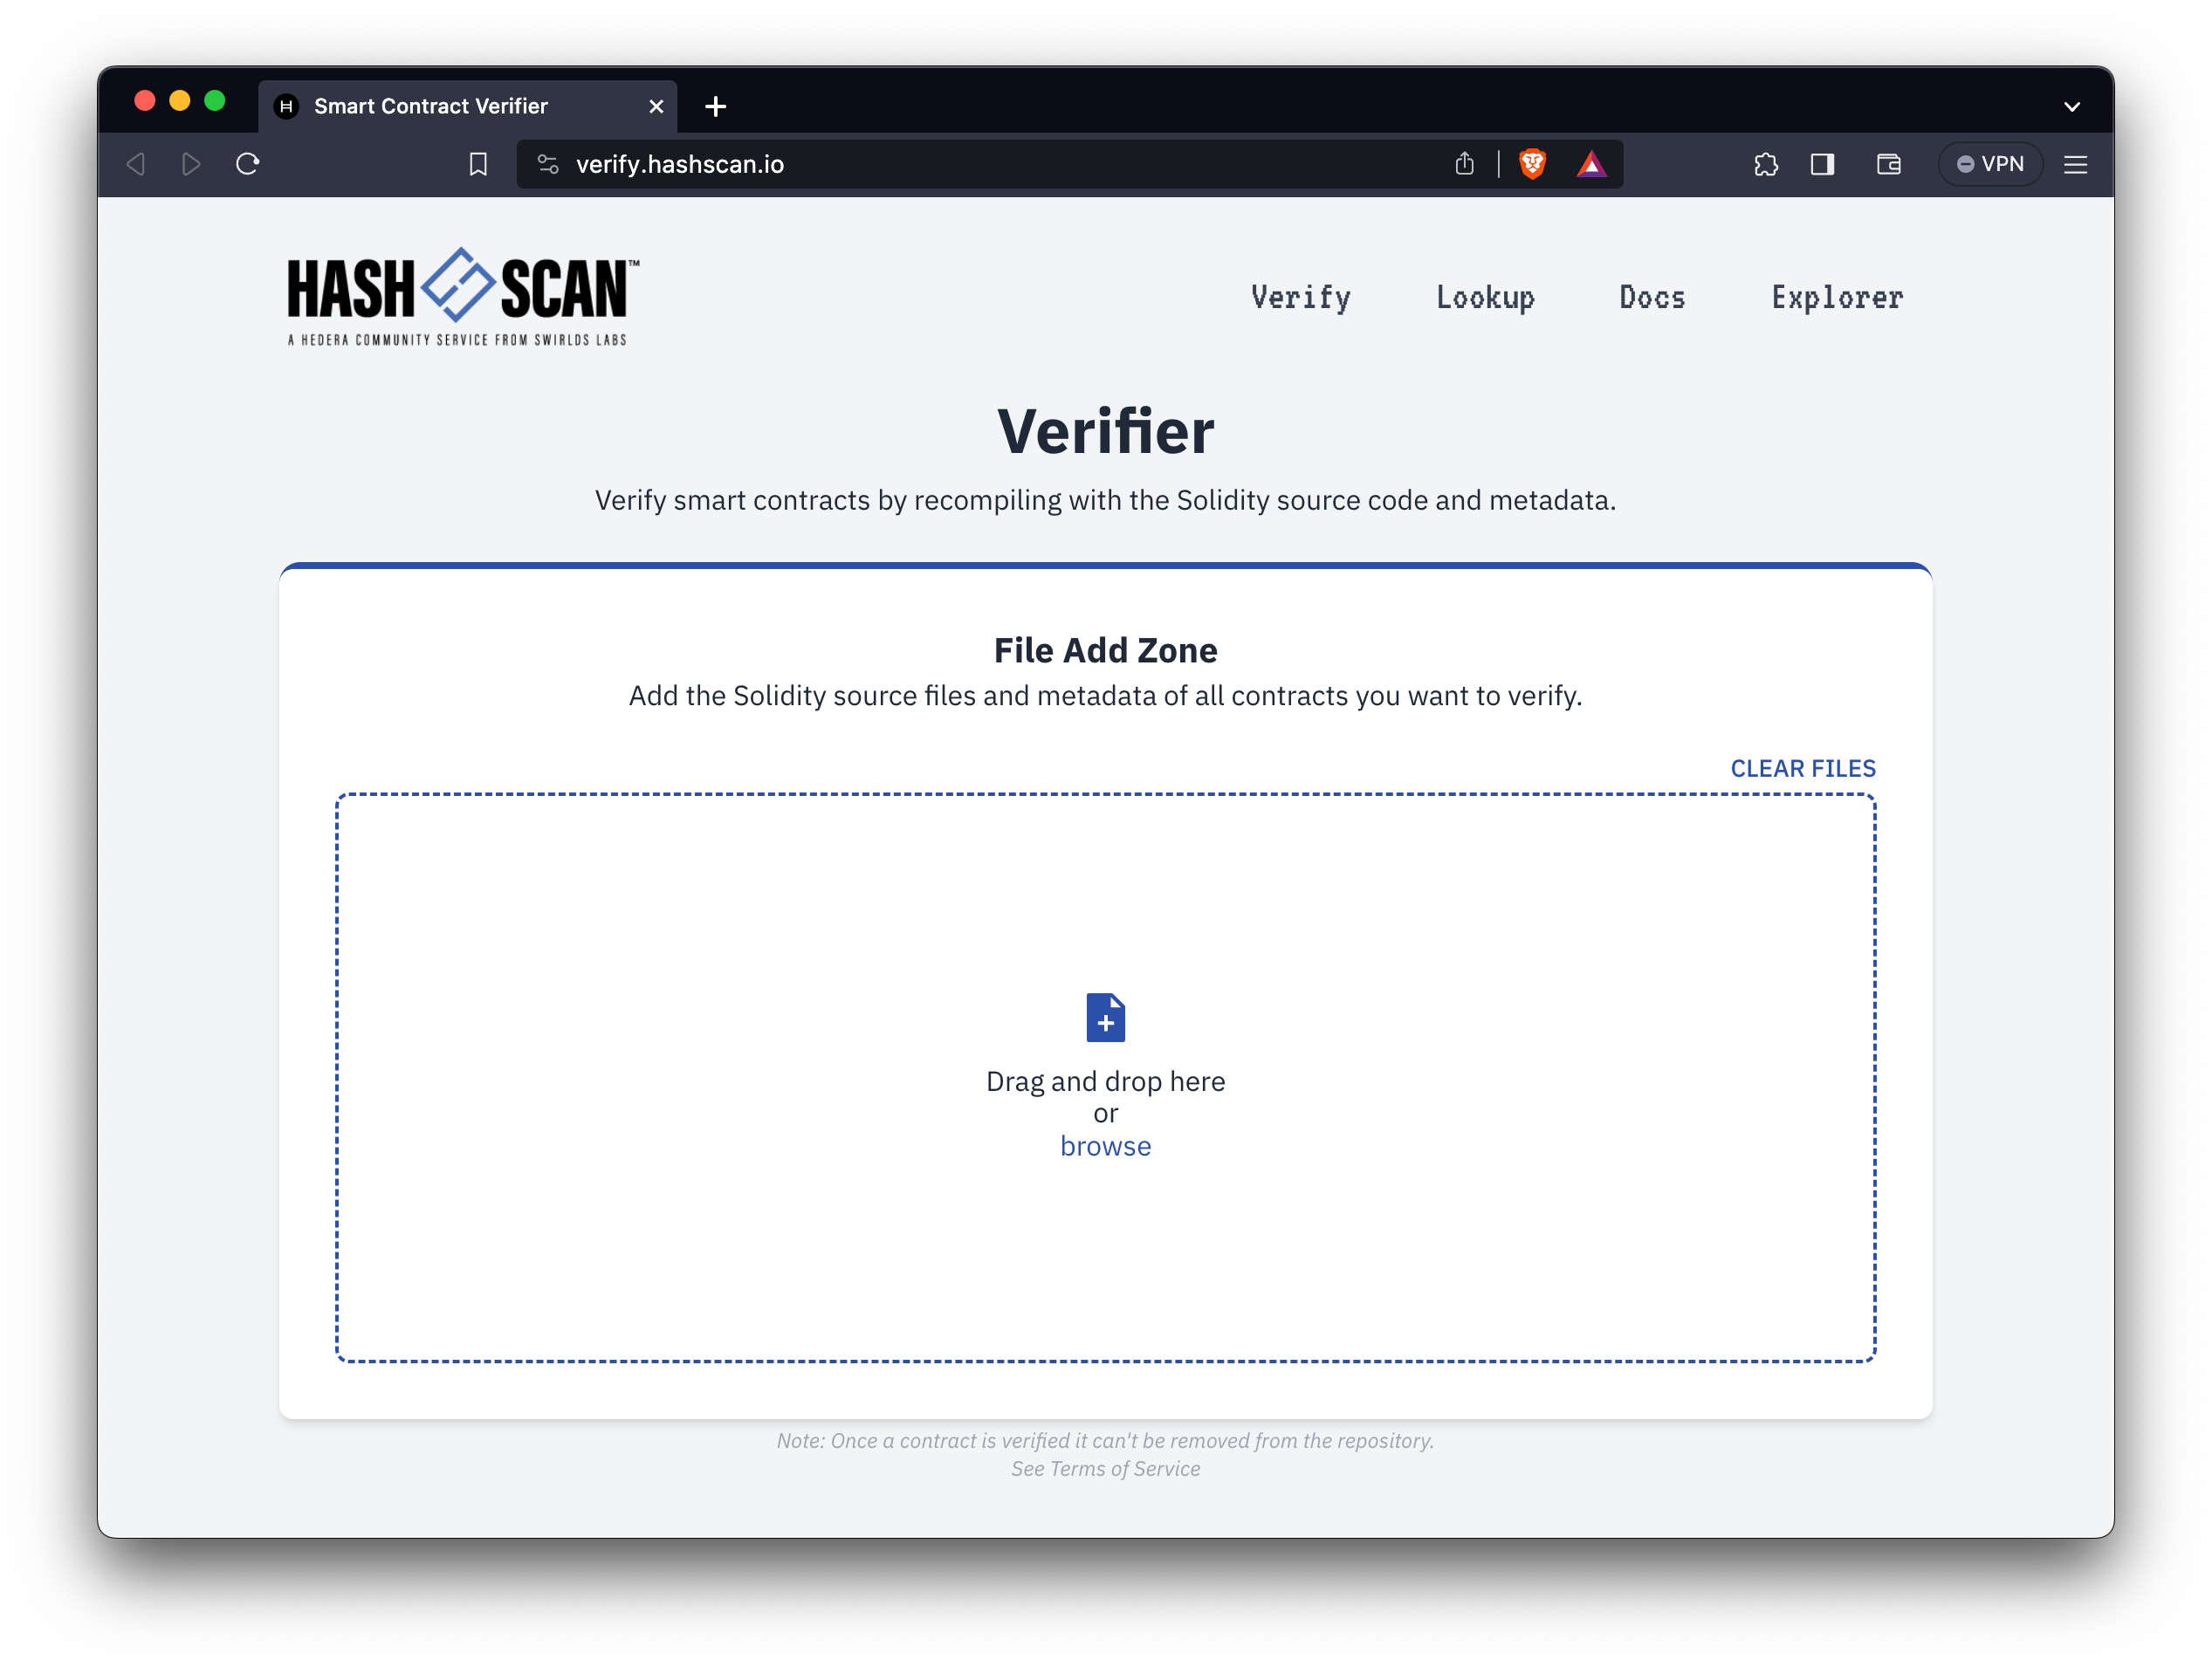 Smart Contract Verifier
verify.hashscan.io
VPN
HASH SCAN™
A HEDERA COMMUNITY SERVICE FROM SWIRLDS LABS
Verify Lookup Docs Explorer
Verifier
Verify smart contracts by recompiling with the Solidity source code and metadata.
File Add Zone
Add the Solidity source files and metadata of all contracts you want to verify.
CLEAR FILES
Drag and drop here
or
browse
Note: Once a contract is verified it can't be removed from the repository.
See Terms of Service